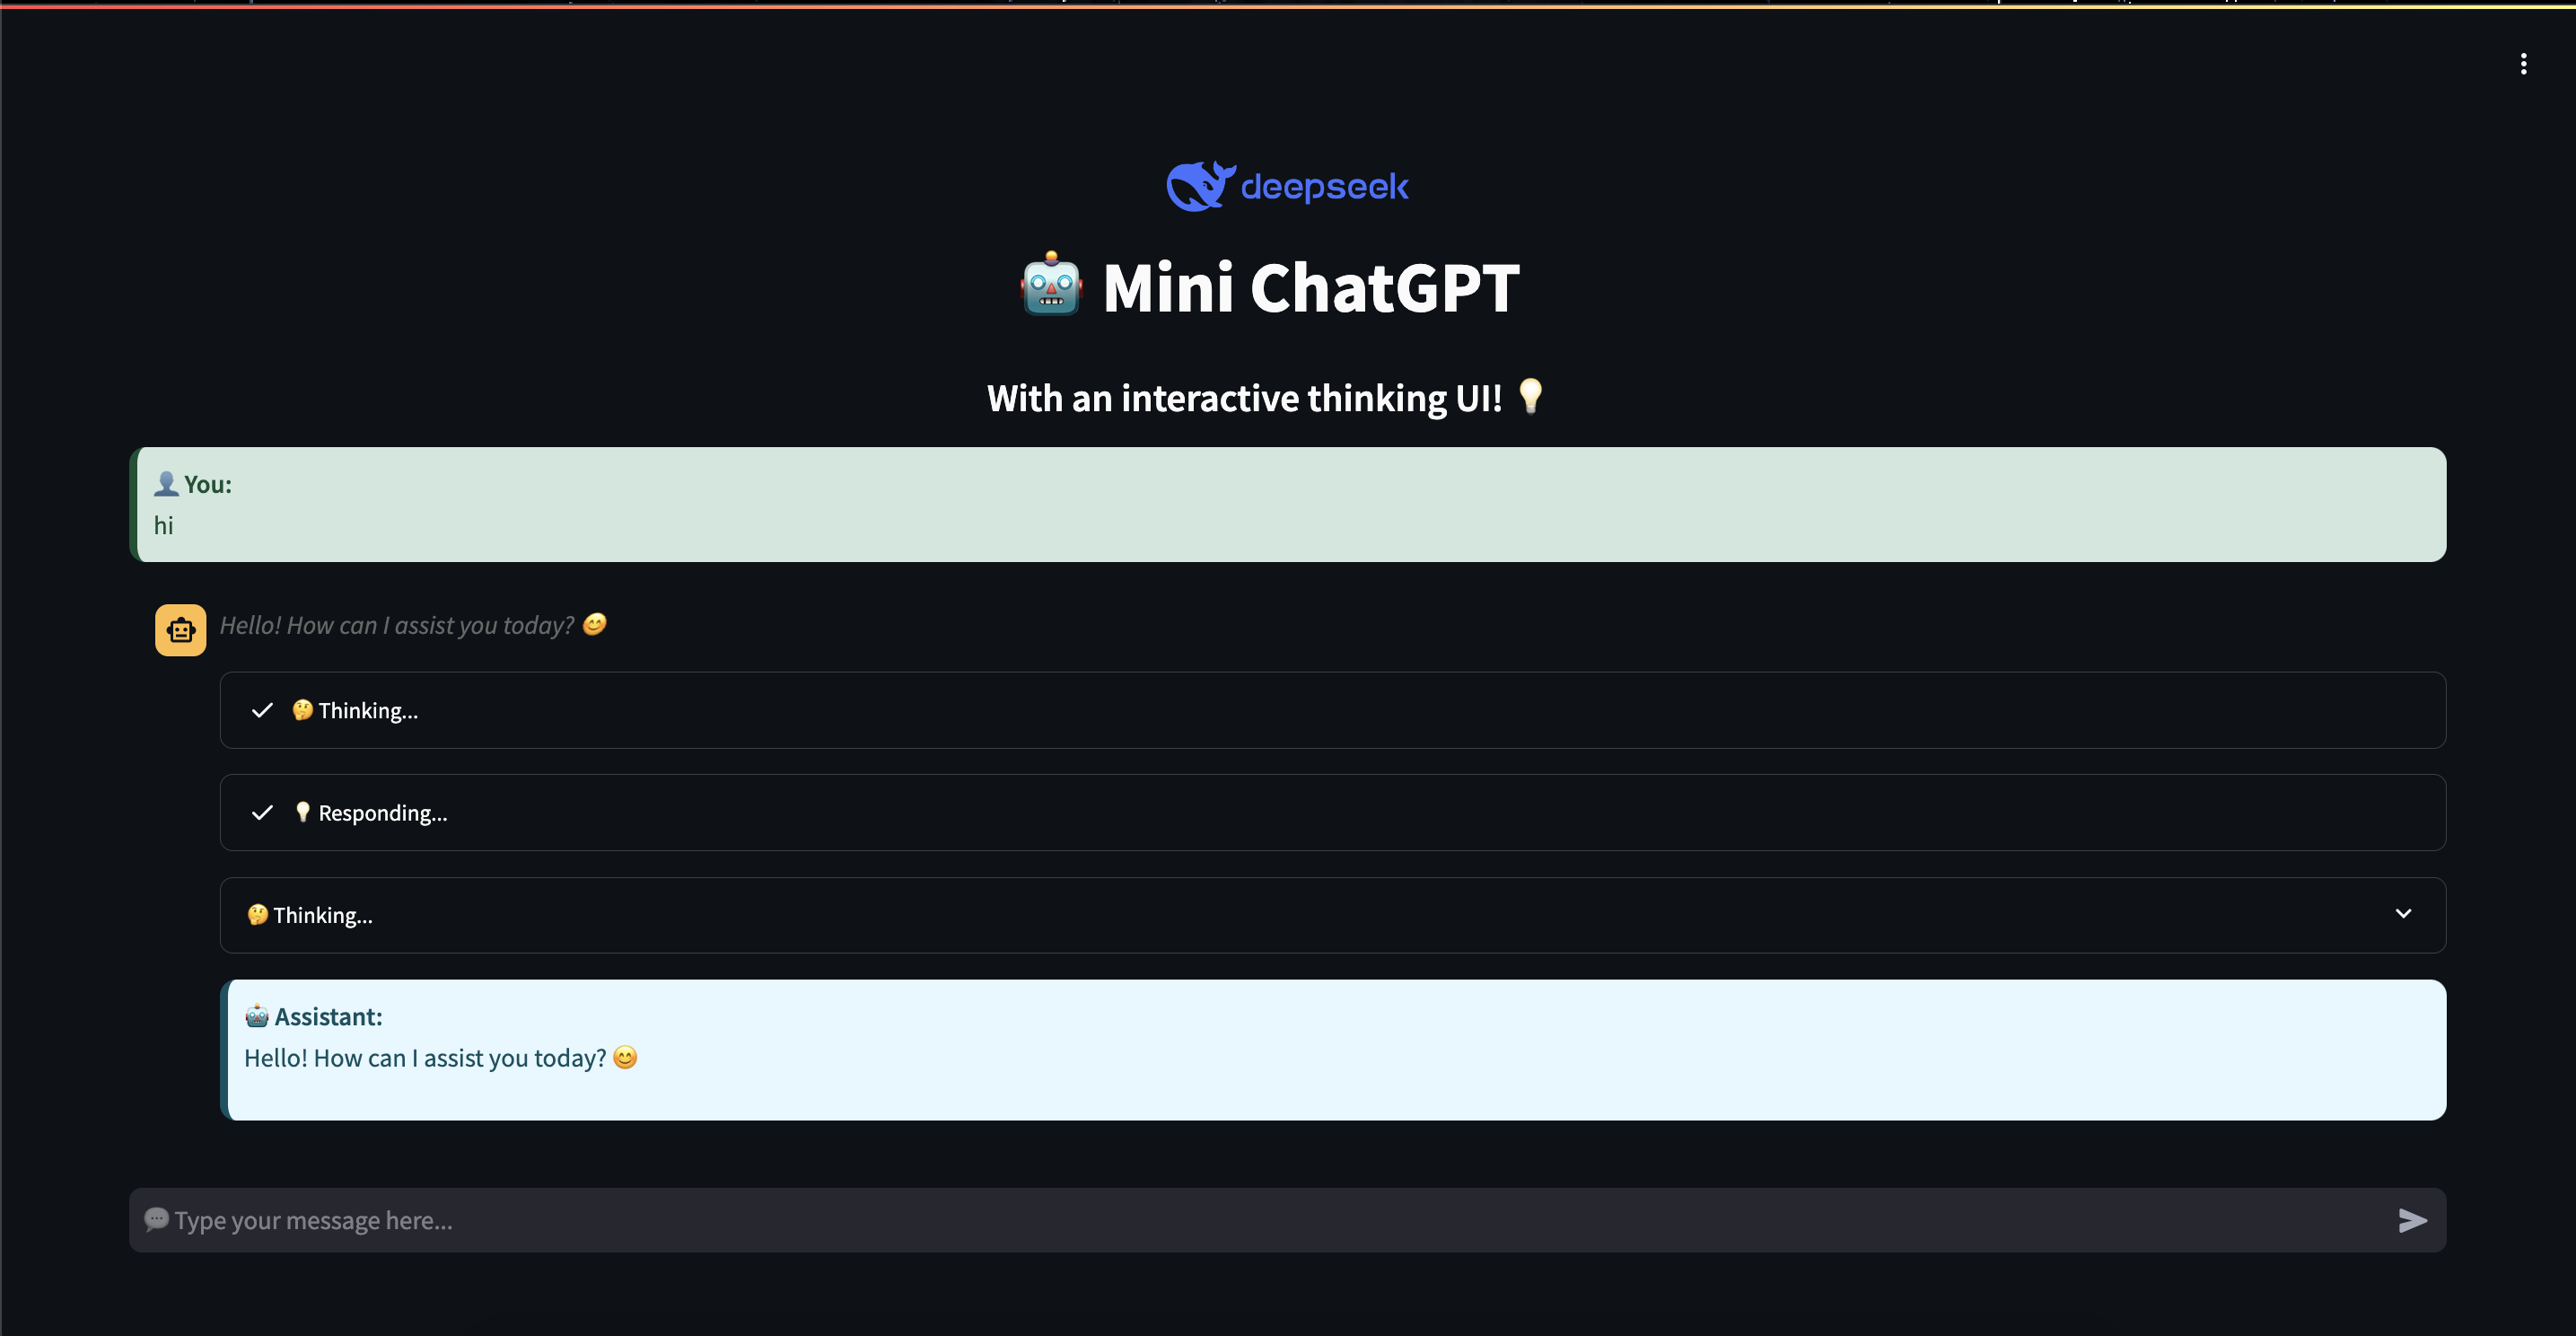 deepseek
🤖 Mini ChatGPT
With an interactive thinking UI! 💡
👤 You:
hi
Hello! How can I assist you today? 😊
🤔 Thinking...
💡 Responding...
🤔 Thinking...
🤖 Assistant:
Hello! How can I assist you today? 😊
💬 Type your message here...